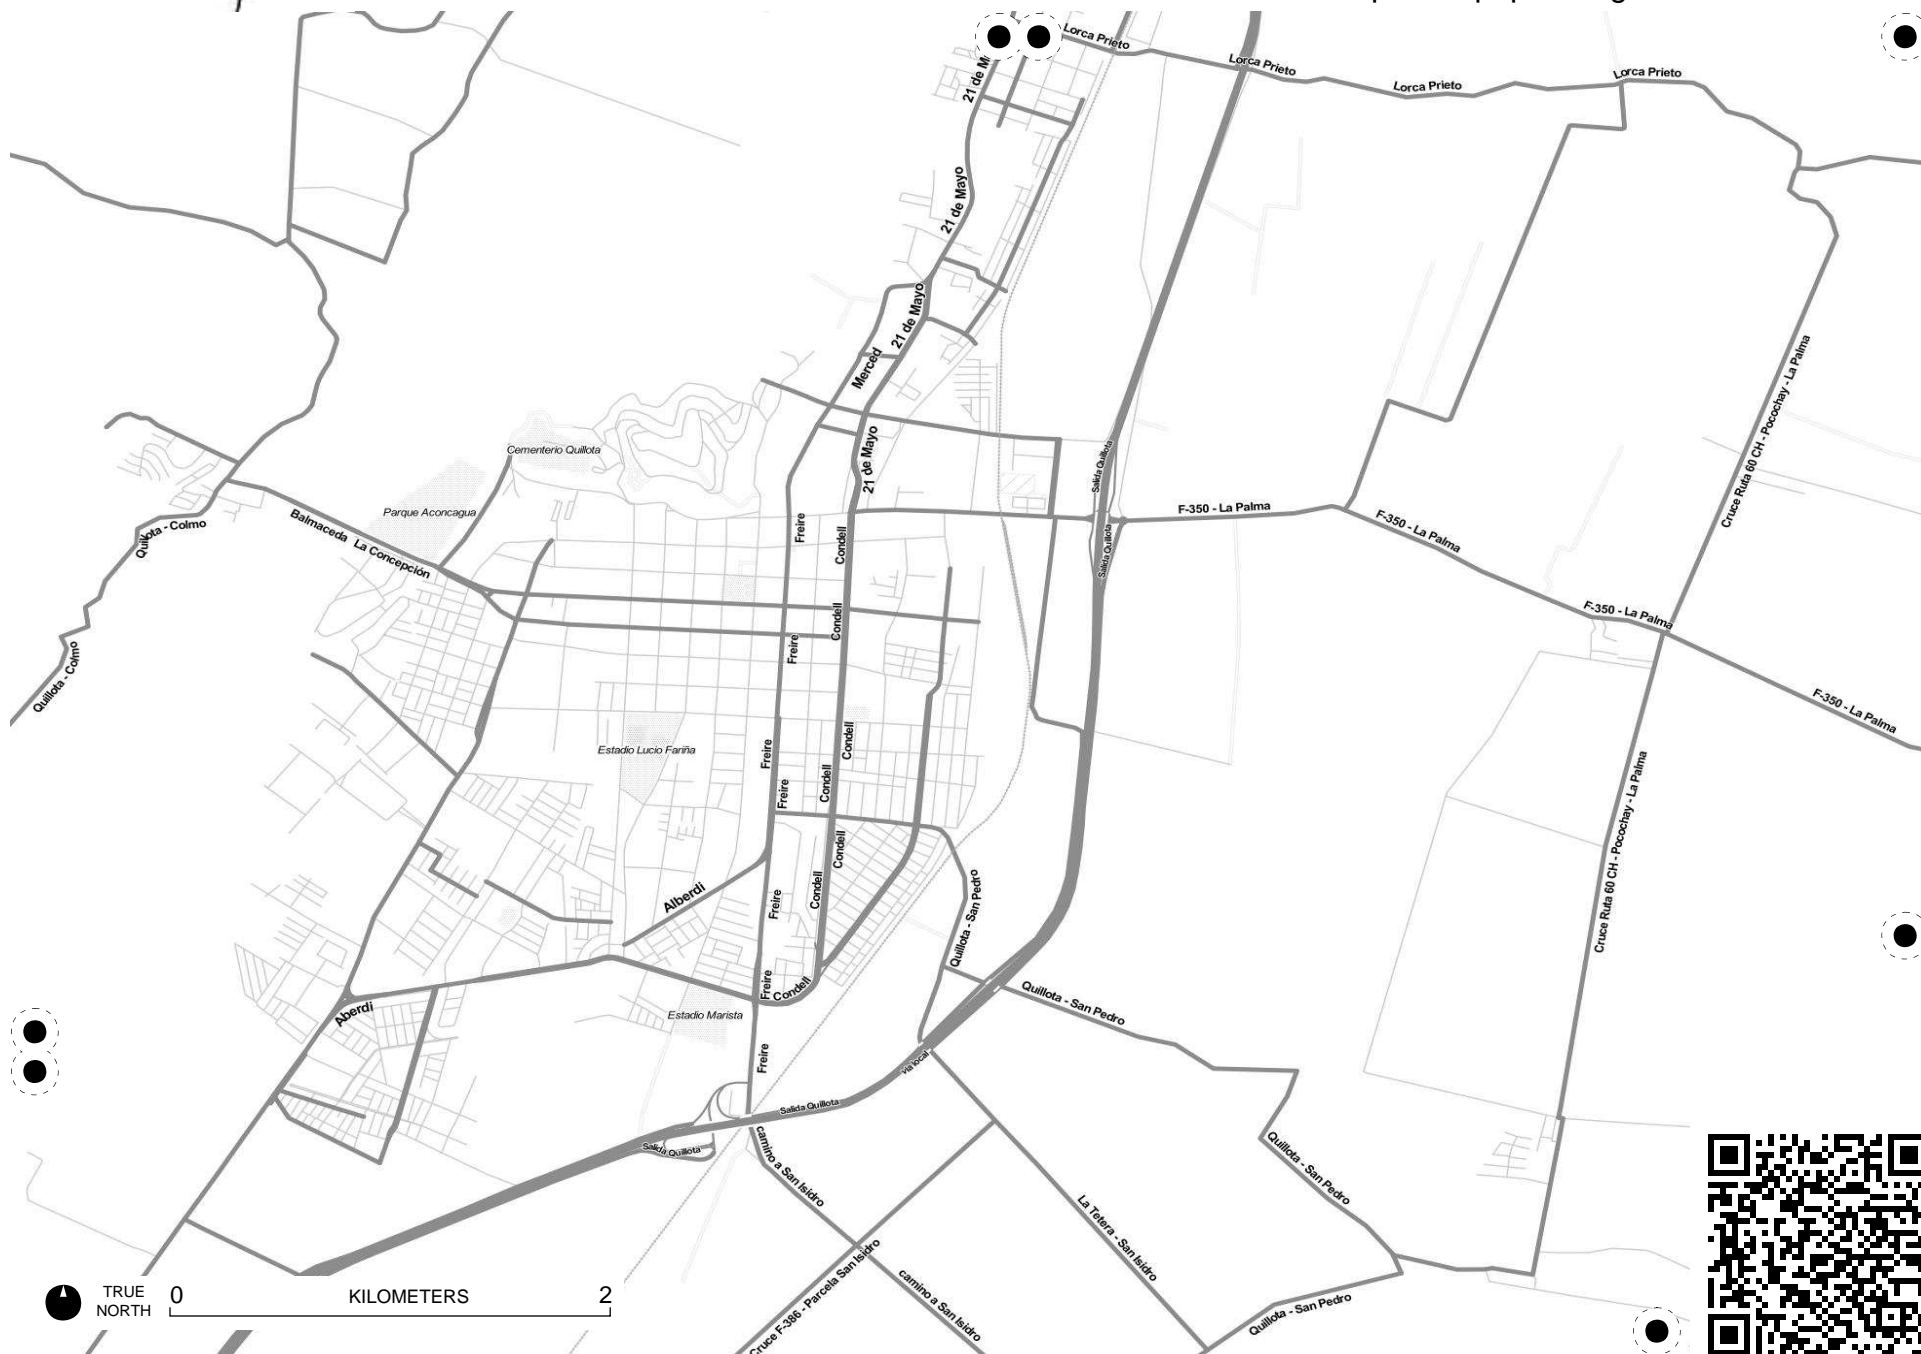 Lorca Prieto
Lorca Prieto
Lorca Prieto
Lorca Prieto
21 de M
21 de Mayo
21 de Mayo
Merced
21 de Mayo
Cruce Ruta 60 CH - Pocochay - La Palma
Cementerio Quillota
Parque Aconcagua
Salida Quillota
Quillota - Colmo
Balmaceda La Concepción
Freire
Condell
F-350 - La Palma
F-350 - La Palma
Salida Quillota
Quillota - Colmo
Freire
Condell
F-350 - La Palma
F-350 - La Palma
Estadio Lucio Fariña
Freire
Condell
Freire
Condell
Cruce Ruta 60 CH - Pocochay - La Palma
Condell
Alberdi
Freire
Condell
Quillota - San Pedro
Aberdi
Freire
Condell
Estadio Marista
Quillota - San Pedro
Freire
via local
Salida Quillota
Salida Quillota
camino a San Isidro
Quillota - San Pedro
La Tetera - San Isidro
Cruce F-386 - Parcela San Isidro
camino a San Isidro
Quillota - San Pedro
TRUE
NORTH
0 KILOMETERS 2